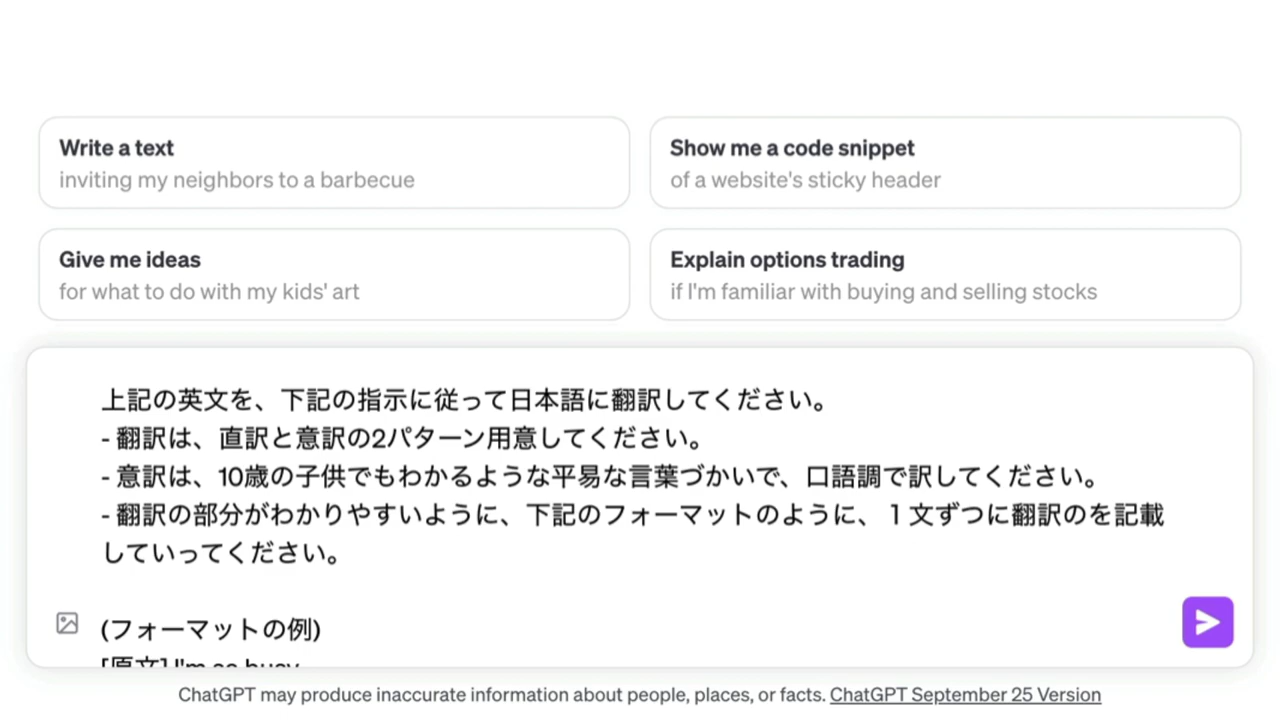 Write a text
inviting my neighbors to a barbecue
Show me a code snippet
of a website's sticky header
Give me ideas
for what to do with my kids' art
Explain options trading
if I'm familiar with buying and selling stocks
上記の英文を、下記の指示に従って日本語に翻訳してください。
- 翻訳は、直訳と意訳の2パターン用意してください。
- 意訳は、10歳の子供でもわかるような平易な言葉づかいで、口語調で訳してください。
- 翻訳の部分がわかりやすいように、下記のフォーマットのように、１文ずつに翻訳のを記載
していってください。
(フォーマットの例)
[原文] I'm so busy
ChatGPT may produce inaccurate information about people, places, or facts. ChatGPT September 25 Version